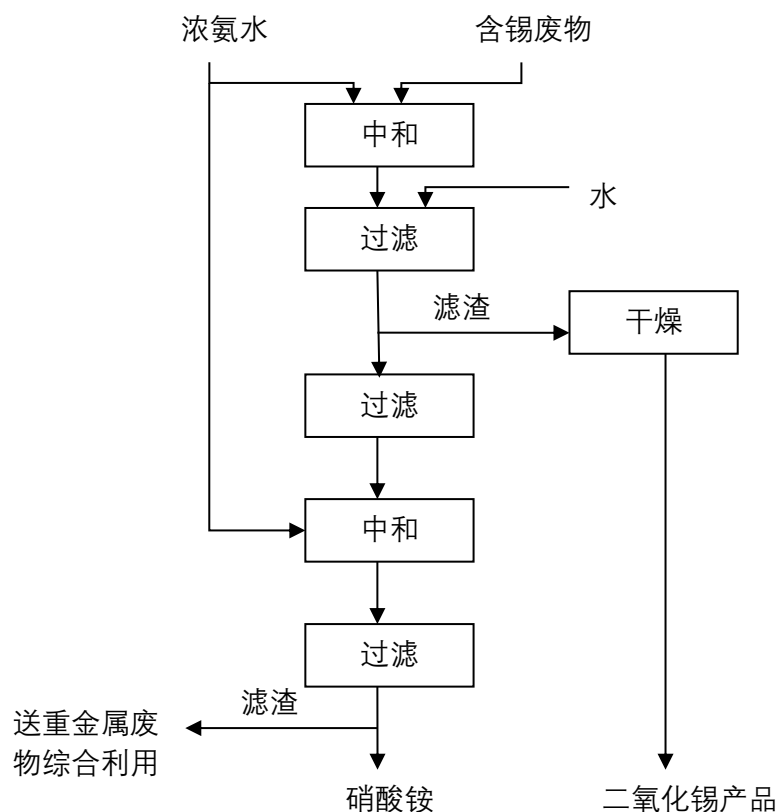 浓氨水
含锡废物
中和
水
过滤
滤渣
干燥
过滤
中和
过滤
滤渣
送重金属废
物综合利用
硝酸铵
二氧化锡产品